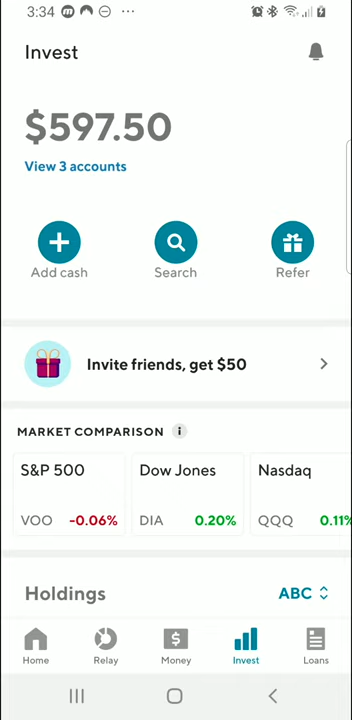 3:34
Invest
$597.50
View 3 accounts
Add cash
Search
Refer
Invite friends, get $50
MARKET COMPARISON
S&P 500
Dow Jones
Nasdaq
VOO -0.06%
DIA 0.20%
QQQ 0.11%
Holdings
ABC
Home
Relay
Money
Invest
Loans